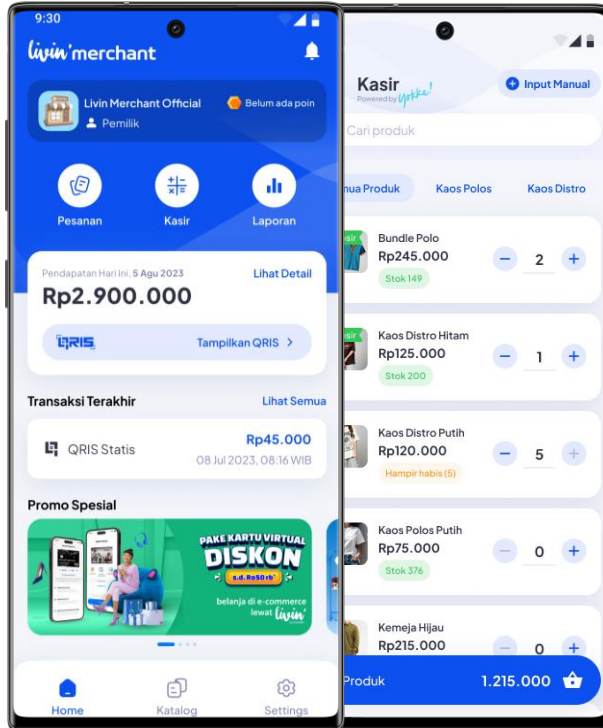 9:30
livin'merchant
Livin Merchant Official
Belum ada poin
Pemilik
Pesanan
Kasir
Laporan
Pendapatan Hari Ini, 5 Agu 2023
Lihat Detail
Rp2.900.000
QRIS
Tampilkan QRIS >
Transaksi Terakhir
Lihat Semua
QRIS Statis
Rp45.000
08 Jul 2023, 08:16 WIB
Promo Spesial
PAKE KARTU VIRTUAL
DISKON
s.d. Rp50rb*
belanja di e-commerce
lewat livin'
Home
Katalog
Settings
Kasir
Powered by yokke!
Input Manual
Cari produk
mua Produk
Kaos Polos
Kaos Distro
sir
Bundle Polo
Rp245.000
2
Stok 149
sir
Kaos Distro Hitam
Rp125.000
1
Stok 200
Kaos Distro Putih
Rp120.000
5
Hampir habis (5)
Kaos Polos Putih
Rp75.000
0
Stok 376
Kemeja Hijau
Rp215.000
0
Produk
1.215.000